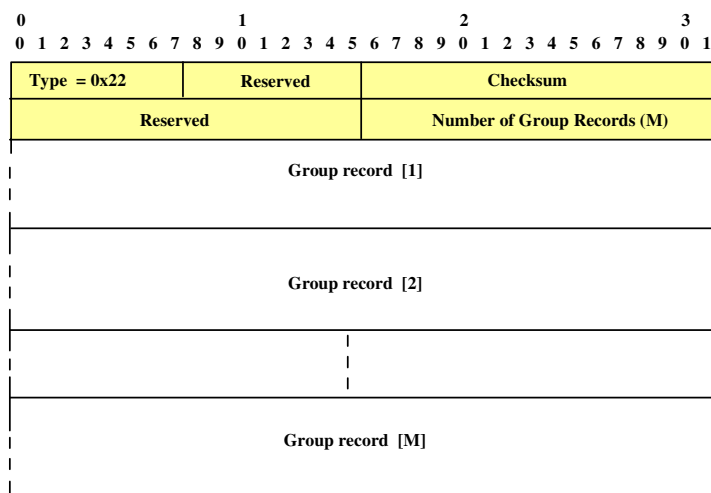 0 1 2 3
0 1 2 3 4 5 6 7 8 9 0 1 2 3 4 5 6 7 8 9 0 1 2 3 4 5 6 7 8 9 0 1
Type = 0x22 Reserved Checksum
Reserved Number of Group Records (M)
Group record [1]
Group record [2]
Group record [M]